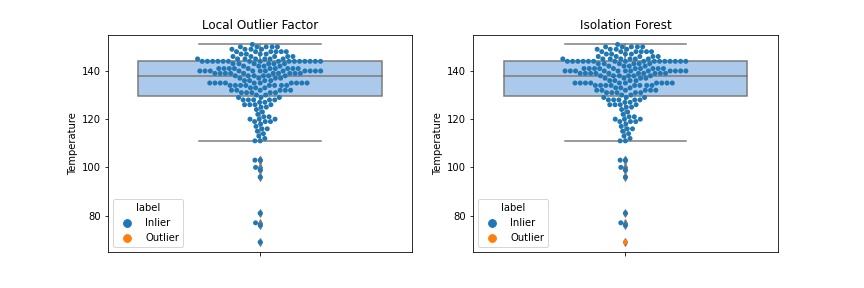 Local Outlier Factor
Temperature
140
120
100
80
label
Inlier
Outlier
Isolation Forest
Temperature
140
120
100
80
label
Inlier
Outlier